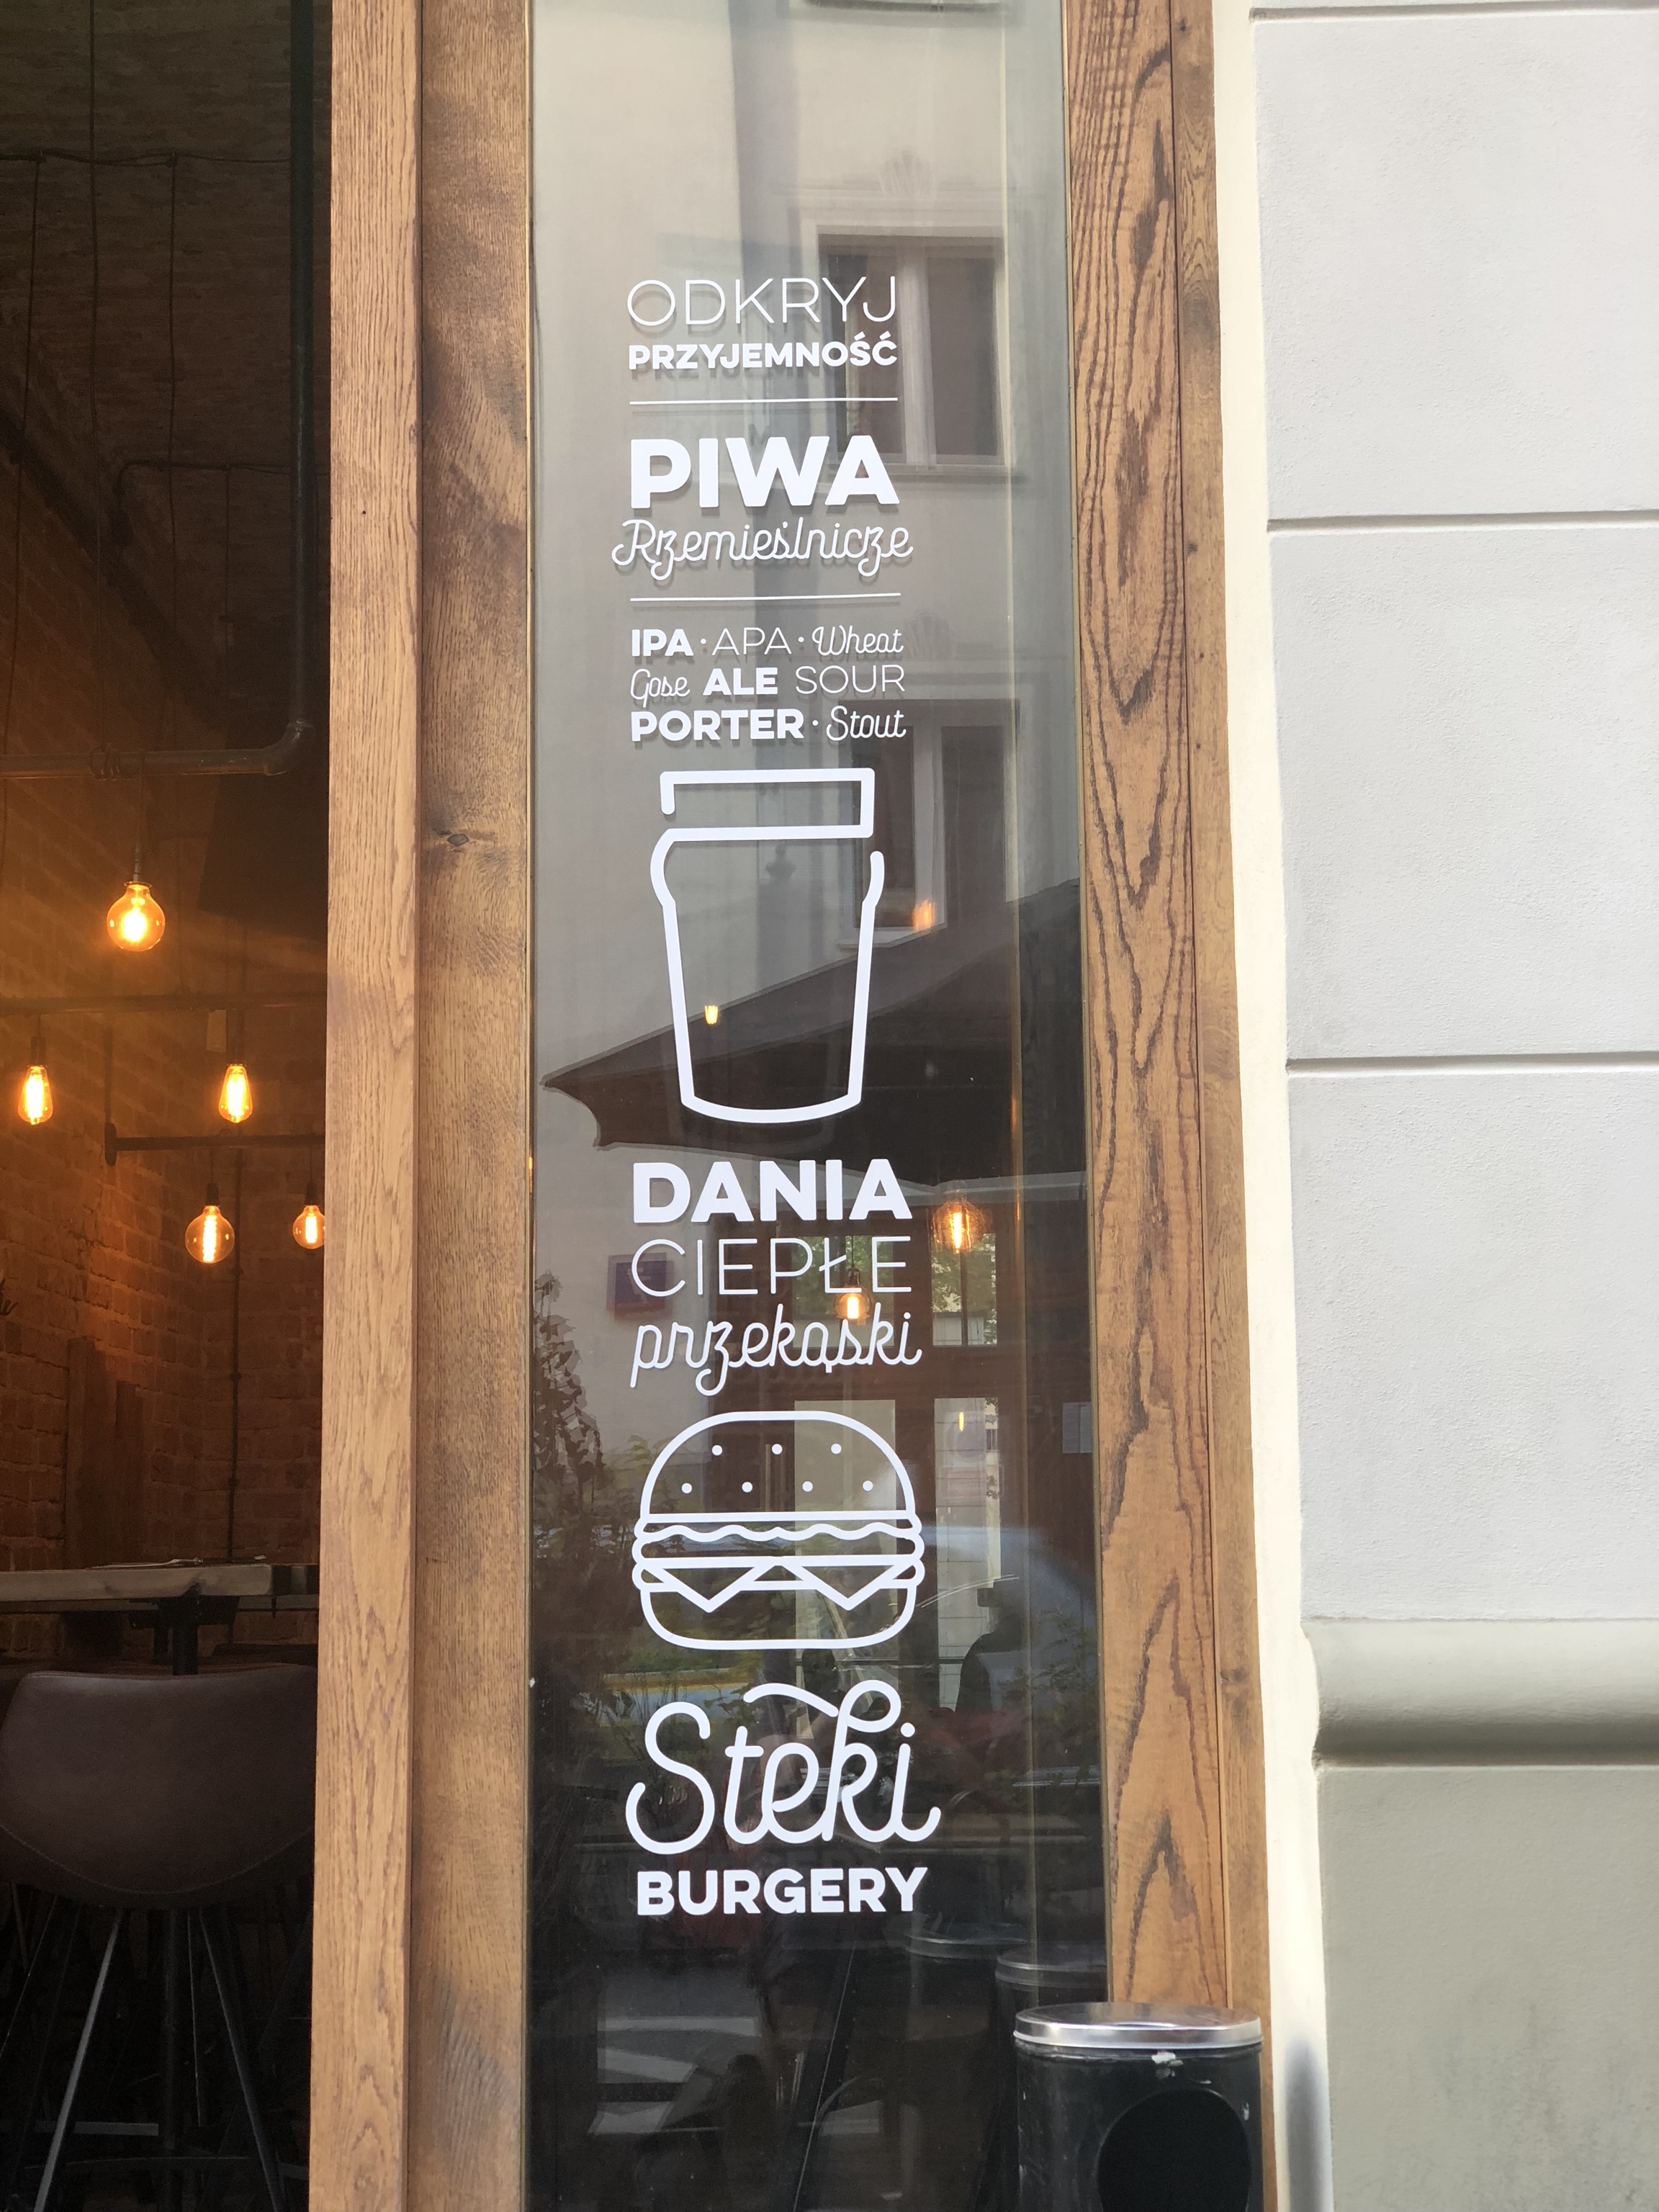 ODKRYJ
PRZYJEMNOŚĆ
PIWA
Rzemieślnicze
IPA · APA · Wheat
Gose ALE SOUR
PORTER · Stout
DANIA
CIEPŁE
przekąski
Steki
BURGERY